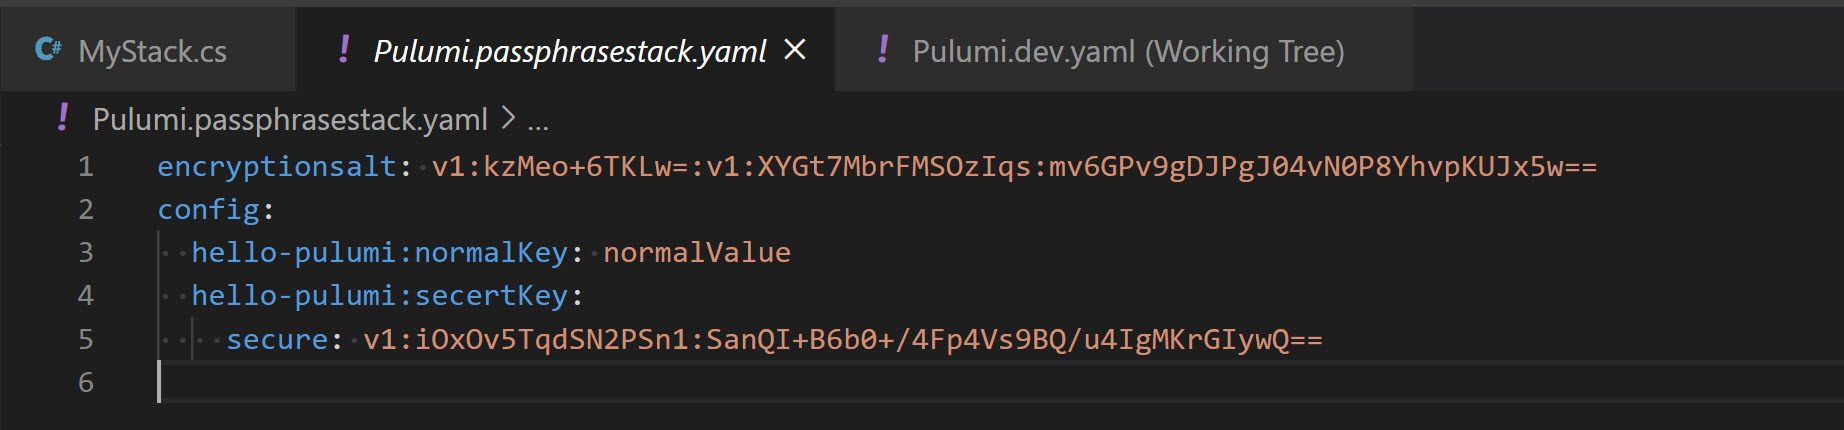 MyStack.cs
Pulumi.passphrasestack.yaml
Pulumi.dev.yaml (Working Tree)
Pulumi.passphrasestack.yaml > ...
1 encryptionsalt: v1:kzMeo+6TKLw=:v1:XYGt7MbrFMSOzIqs:mv6GPv9gDJPgJ04vN0P8YhvpKUJx5w==
2 config:
3 hello-pulumi:normalKey: normalValue
4 hello-pulumi:secertKey:
5 secure: v1:iOxOv5TqdSN2PSn1:SanQI+B6b0+/4Fp4Vs9BQ/u4IgMKrGIywQ==
6